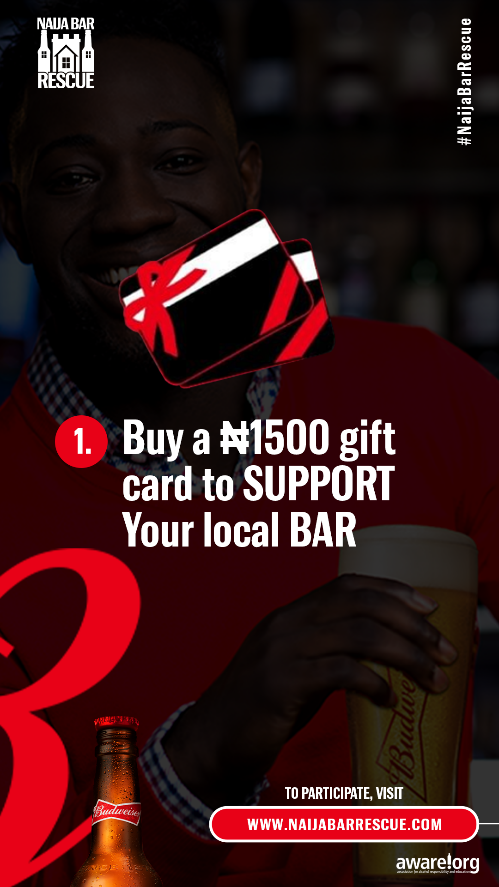 NAIJA BAR
RESCUE
#NaijaBarRescue
1.
Buy a ₦1500 gift
card to SUPPORT
Your local BAR
Budweiser
Budweiser
TO PARTICIPATE, VISIT
WWW.NAIJABARRESCUE.COM
aware!org